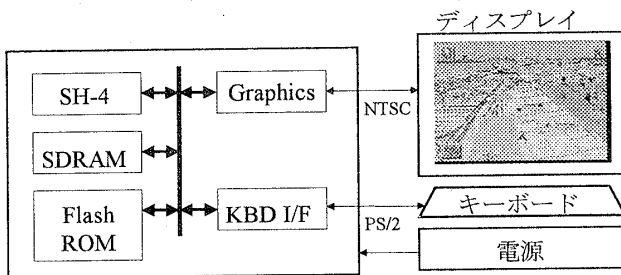 ディスプレイ
SH-4
Graphics
NTSC
SDRAM
Flash
ROM
KBD I/F
PS/2
キーボード
電源